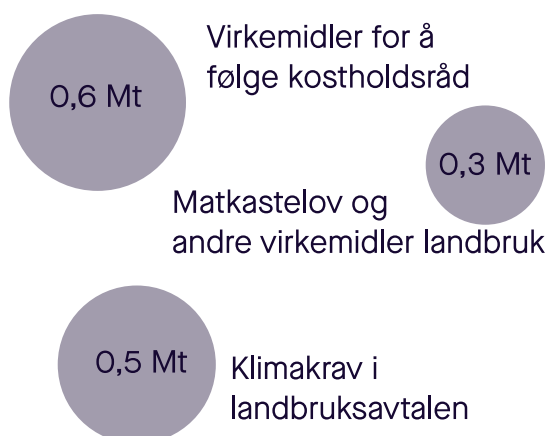 Virkemidler for å
følge kostholdsråd
0,6 Mt
0,3 Mt
Matkastelov og
andre virkemidler landbruk
0,5 Mt
Klimakrav i
landbruksavtalen